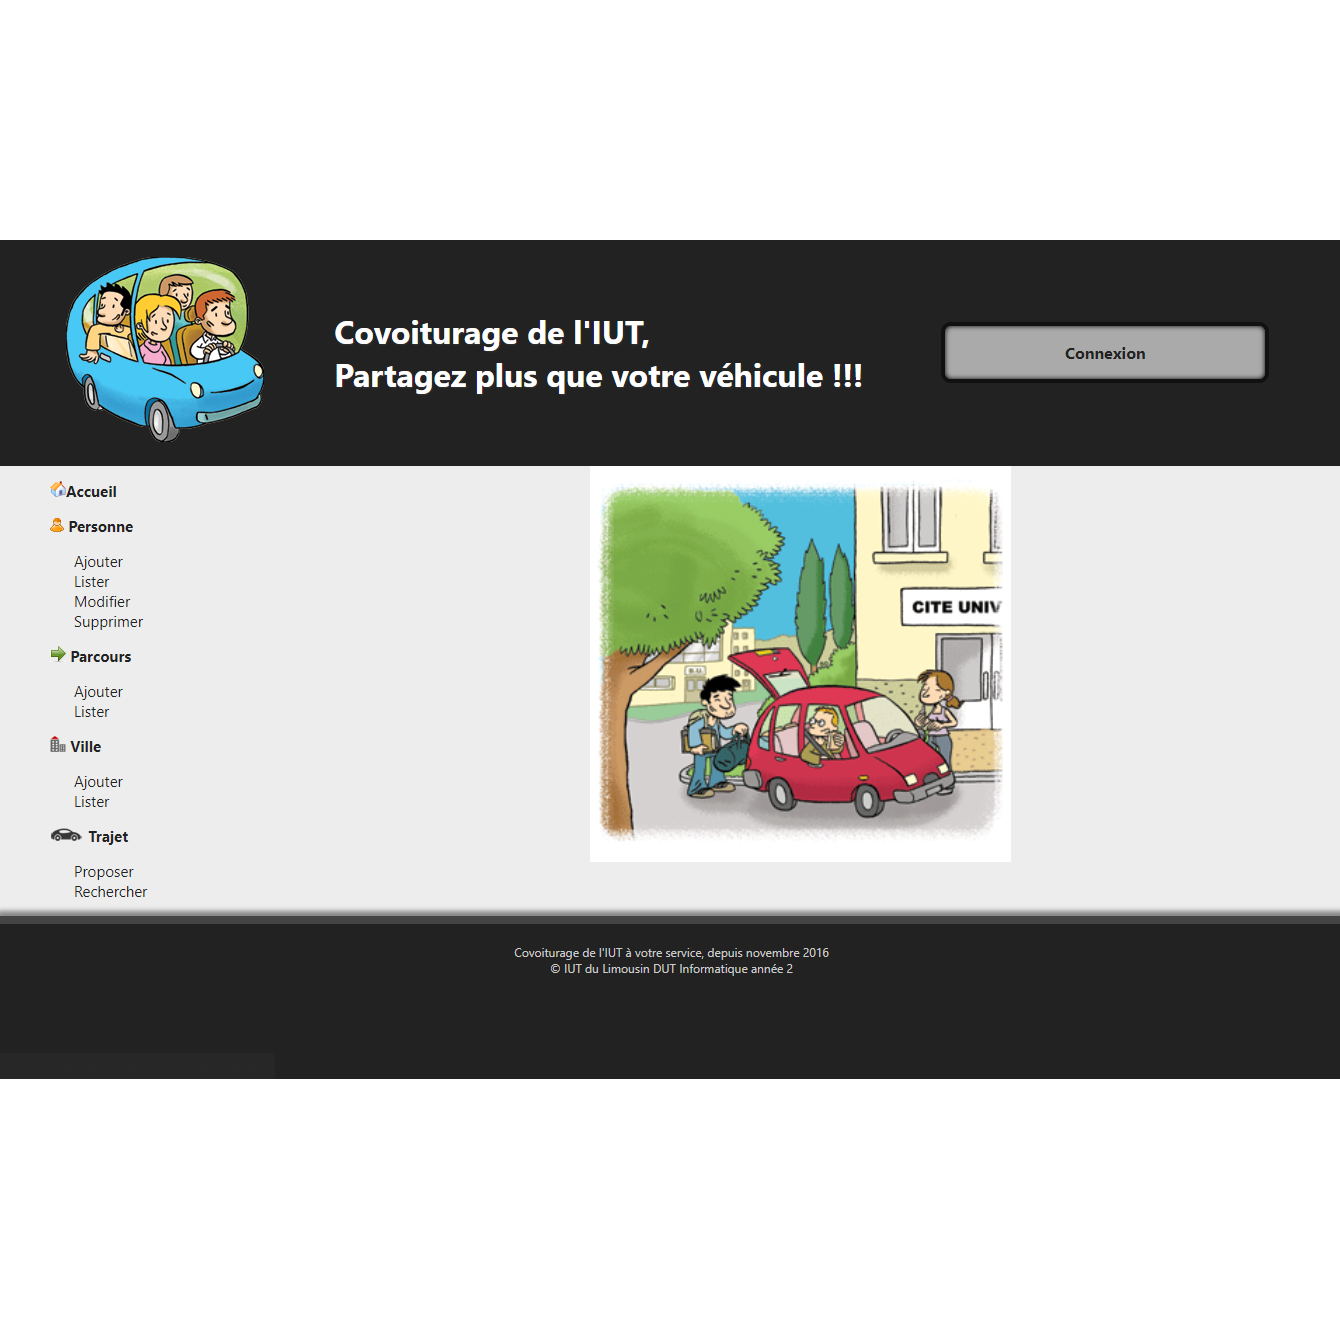 Covoiturage de l'IUT,
Partagez plus que votre véhicule !!!
Connexion
Accueil
Personne
Ajouter
Lister
Modifier
Supprimer
Parcours
Ajouter
Lister
Ville
Ajouter
Lister
Trajet
Proposer
Rechercher
CITE UNIV
B.U.
Covoiturage de l'IUT à votre service, depuis novembre 2016
© IUT du Limousin DUT Informatique année 2